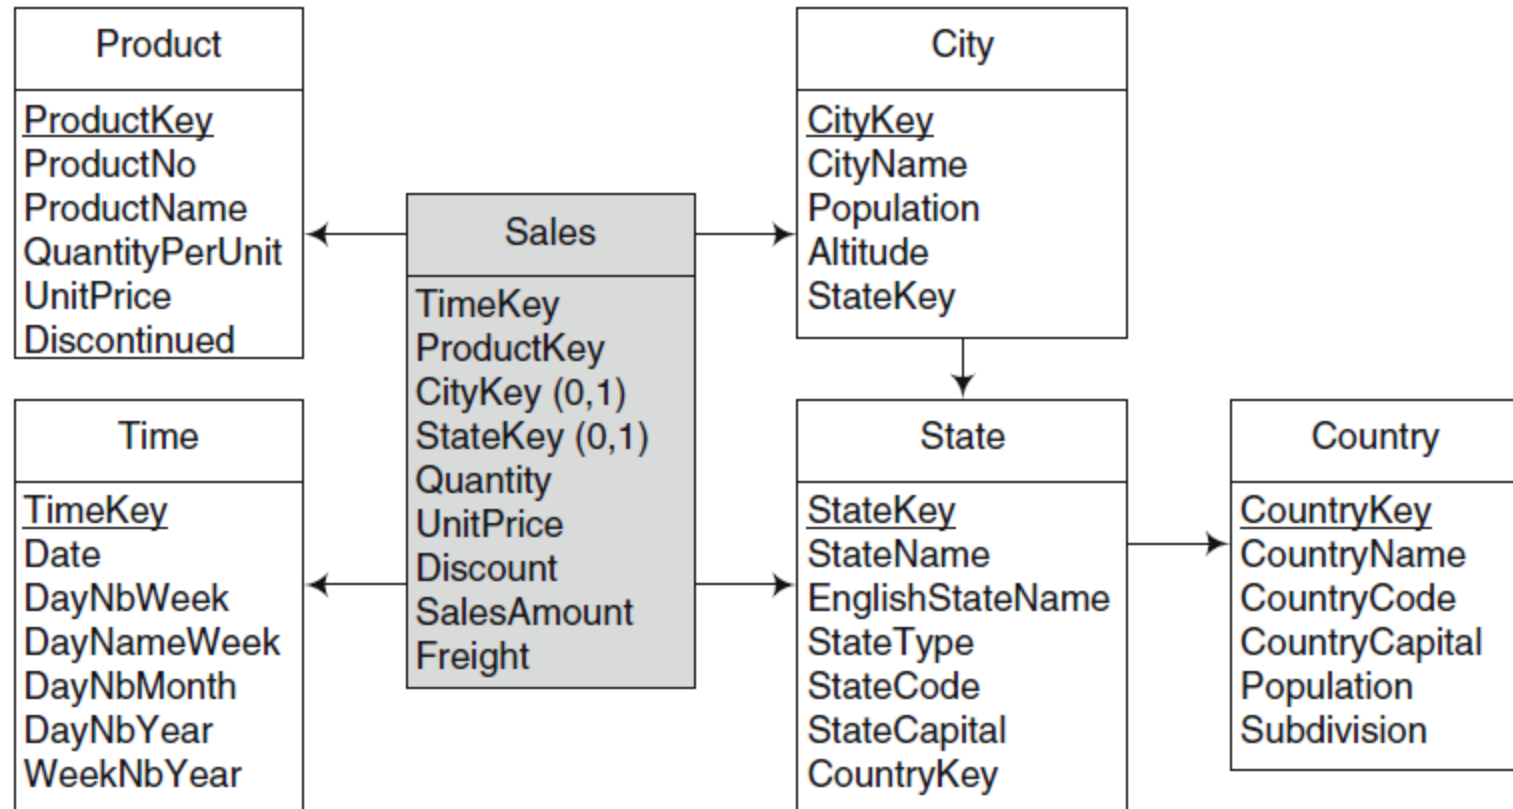 Product
ProductKey
ProductNo
ProductName
QuantityPerUnit
UnitPrice
Discontinued
Time
TimeKey
Date
DayNbWeek
DayNameWeek
DayNbMonth
DayNbYear
WeekNbYear
Sales
TimeKey
ProductKey
CityKey (0,1)
StateKey (0,1)
Quantity
UnitPrice
Discount
SalesAmount
Freight
City
CityKey
CityName
Population
Altitude
StateKey
State
StateKey
StateName
EnglishStateName
StateType
StateCode
StateCapital
CountryKey
Country
CountryKey
CountryName
CountryCode
CountryCapital
Population
Subdivision